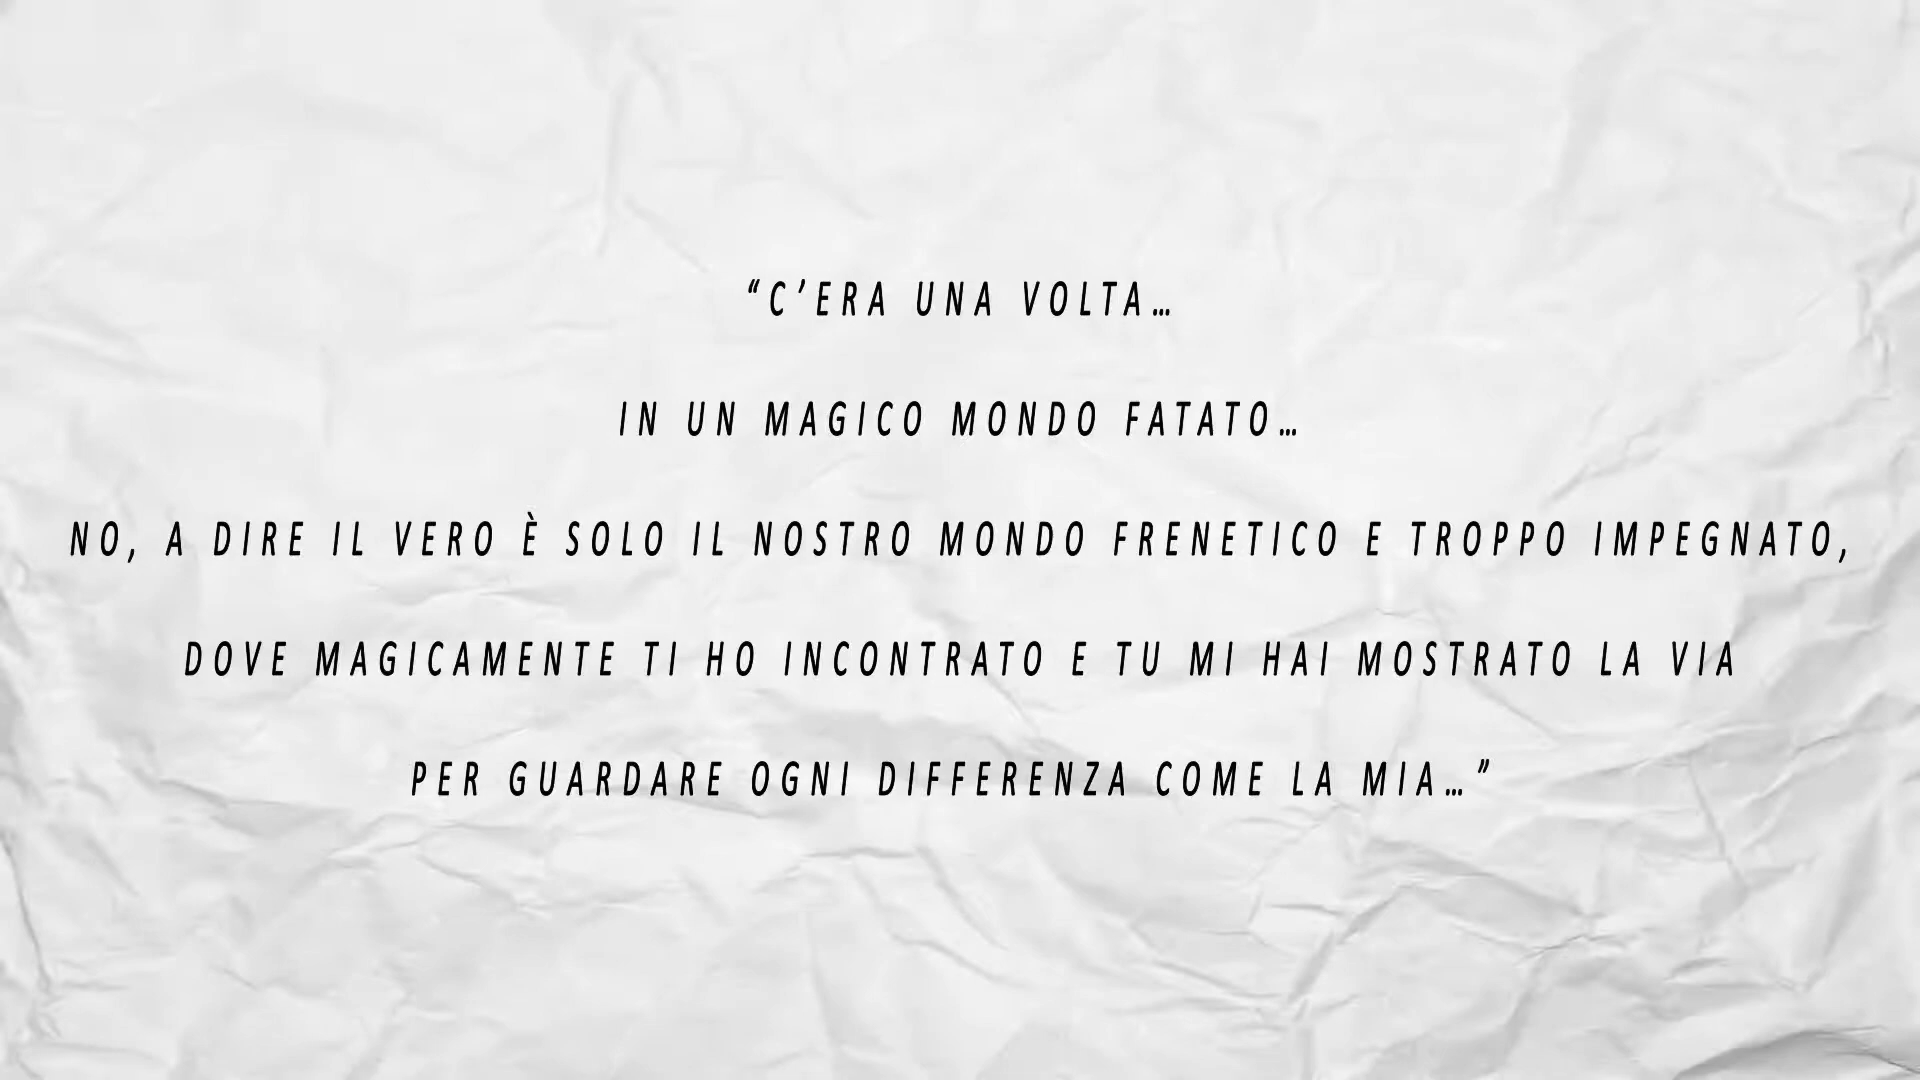 “C’ERA UNA VOLTA…
IN UN MAGICO MONDO FATATO…
NO, A DIRE IL VERO È SOLO IL NOSTRO MONDO FRENETICO E TROPPO IMPEGNATO,
DOVE MAGICAMENTE TI HO INCONTRATO E TU MI HAI MOSTRATO LA VIA
PER GUARDARE OGNI DIFFERENZA COME LA MIA…”